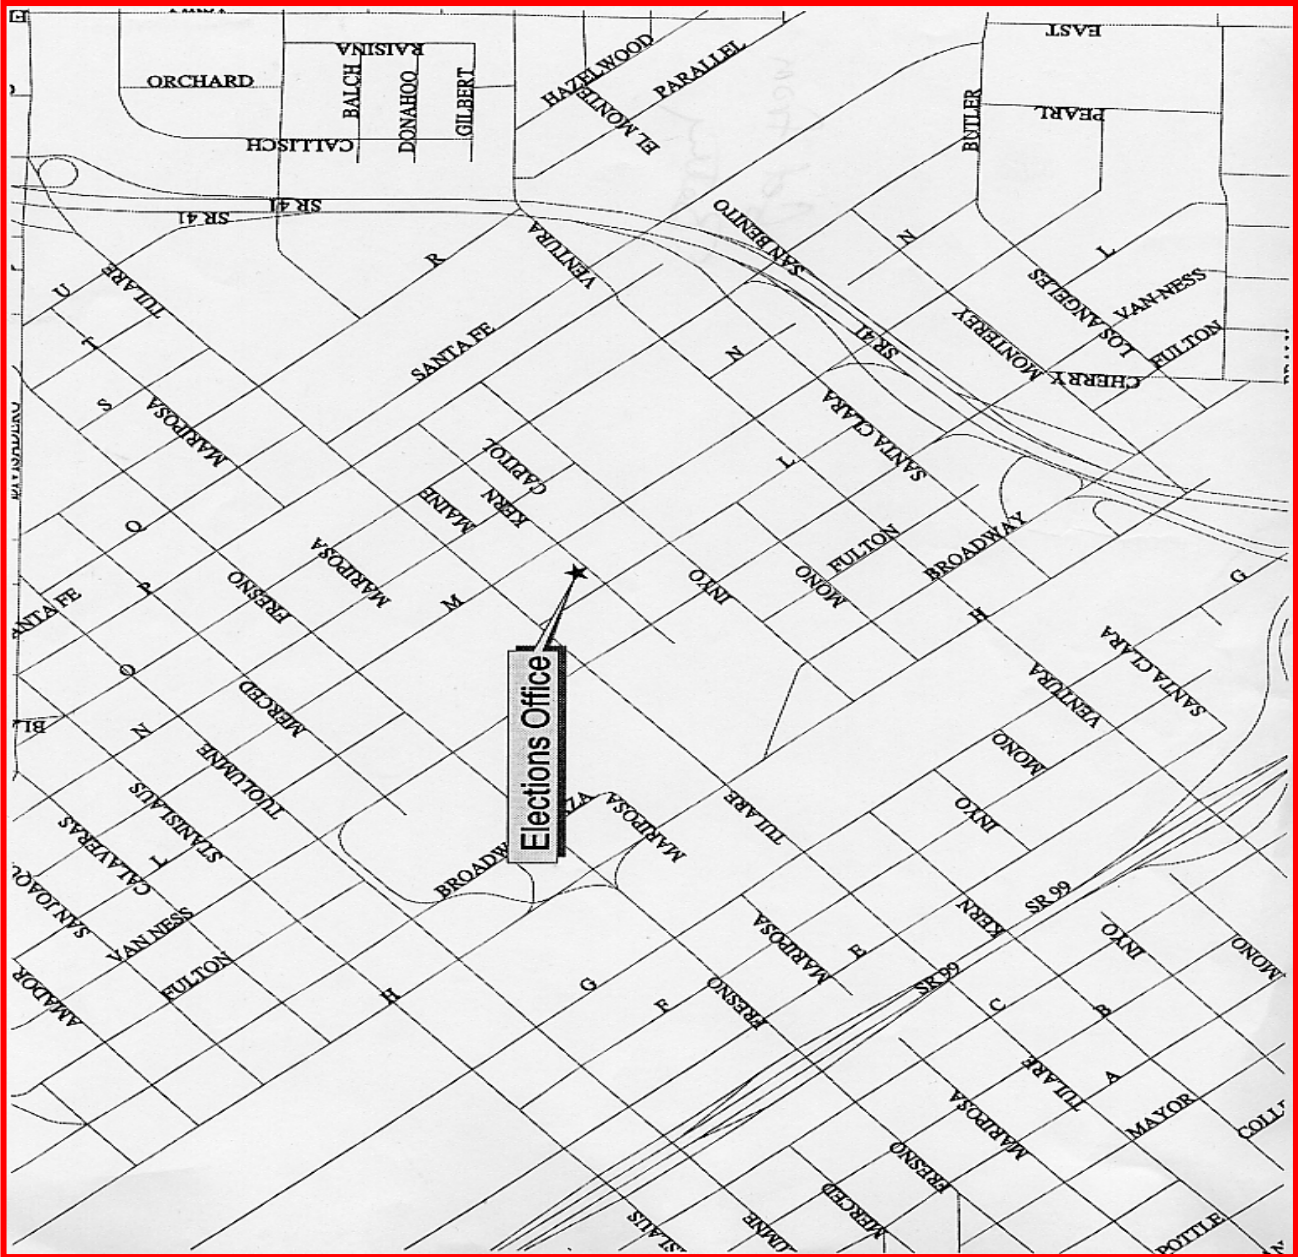 RAISINA
EAST
HAZELWOOD
PARALLEL
ORCHARD
BALCH
DONAHOO
GILBERT
EL MONTE
BUTLER
PEARL
CALLISCH
SR 41
SR 41
SAN BENITO
N
L
R
VENTURA
TULARE
U
LOS ANGELES
VAN NESS
MONTEREY
SR 41
FULTON
SANTA FE
N
CHERRY
S
MARIPOSA
SANTA CLARA
L
CAPITOL
KERN
MAINE
Q
BROADWAY
FULTON
MARIPOSA
P
FRESNO
INYO
MONO
G
M
H
SANTA CLARA
O
Elections Office
VENTURA
MERCED
N
TUOLUMNE
MONO
STANISLAUS
MARIPOSA
TULARE
INYO
CALAVERAS
L
SR 99
VAN NESS
KERN
INYO
MONO
FULTON
MARIPOSA
E
SR 99
AMADOR
H
G
F
FRESNO
C
B
TULARE
A
MARIPOSA
MAYOR
FRESNO
MERCED
POTTLE